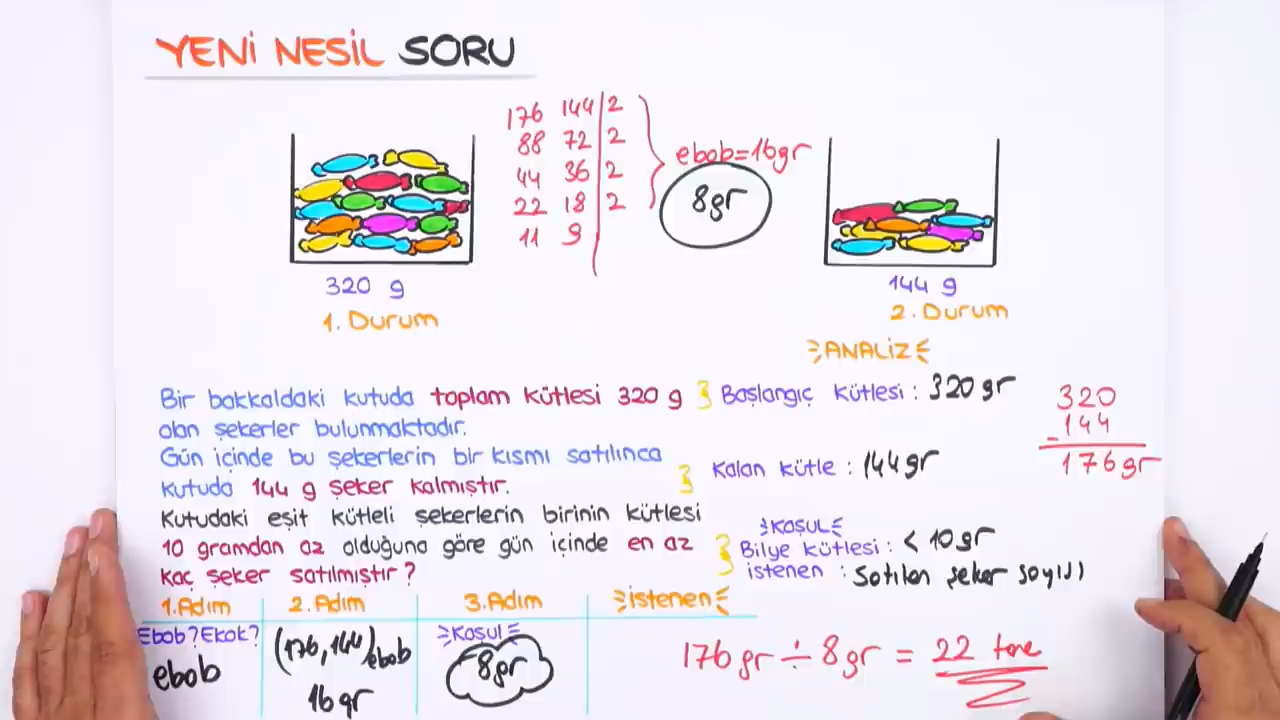 YENİ NESİL SORU
176 144 2
88 72 2
44 36 2
22 18 2
11 9
ebob=16gr
8gr
320 g
1. Durum
144 g
2. Durum
ANALİZ
Bir bakkaldaki kutuda toplam kütlesi 320 g
olan şekerler bulunmaktadır.
Gün içinde bu şekerlerin bir kısmı satılınca
kutuda 144 g şeker kalmıştır.
Kutudaki eşit kütleli şekerlerin birinin kütlesi
10 gramdan az olduğuna göre gün içinde en az
kaç şeker satılmıştır?
Başlangıç kütlesi : 320 gr
Kalan kütle : 144 gr
KOŞUL
Bilye kütlesi : < 10 gr
istenen : Satılan şeker sayısı
320
-144
176 gr
1.Adım
Ebob? Ekok?
ebob
2. Adım
(176, 144)ebob
16 gr
3. Adım
Koşul
8gr
İstenen
176 gr ÷ 8 gr = 22 tane